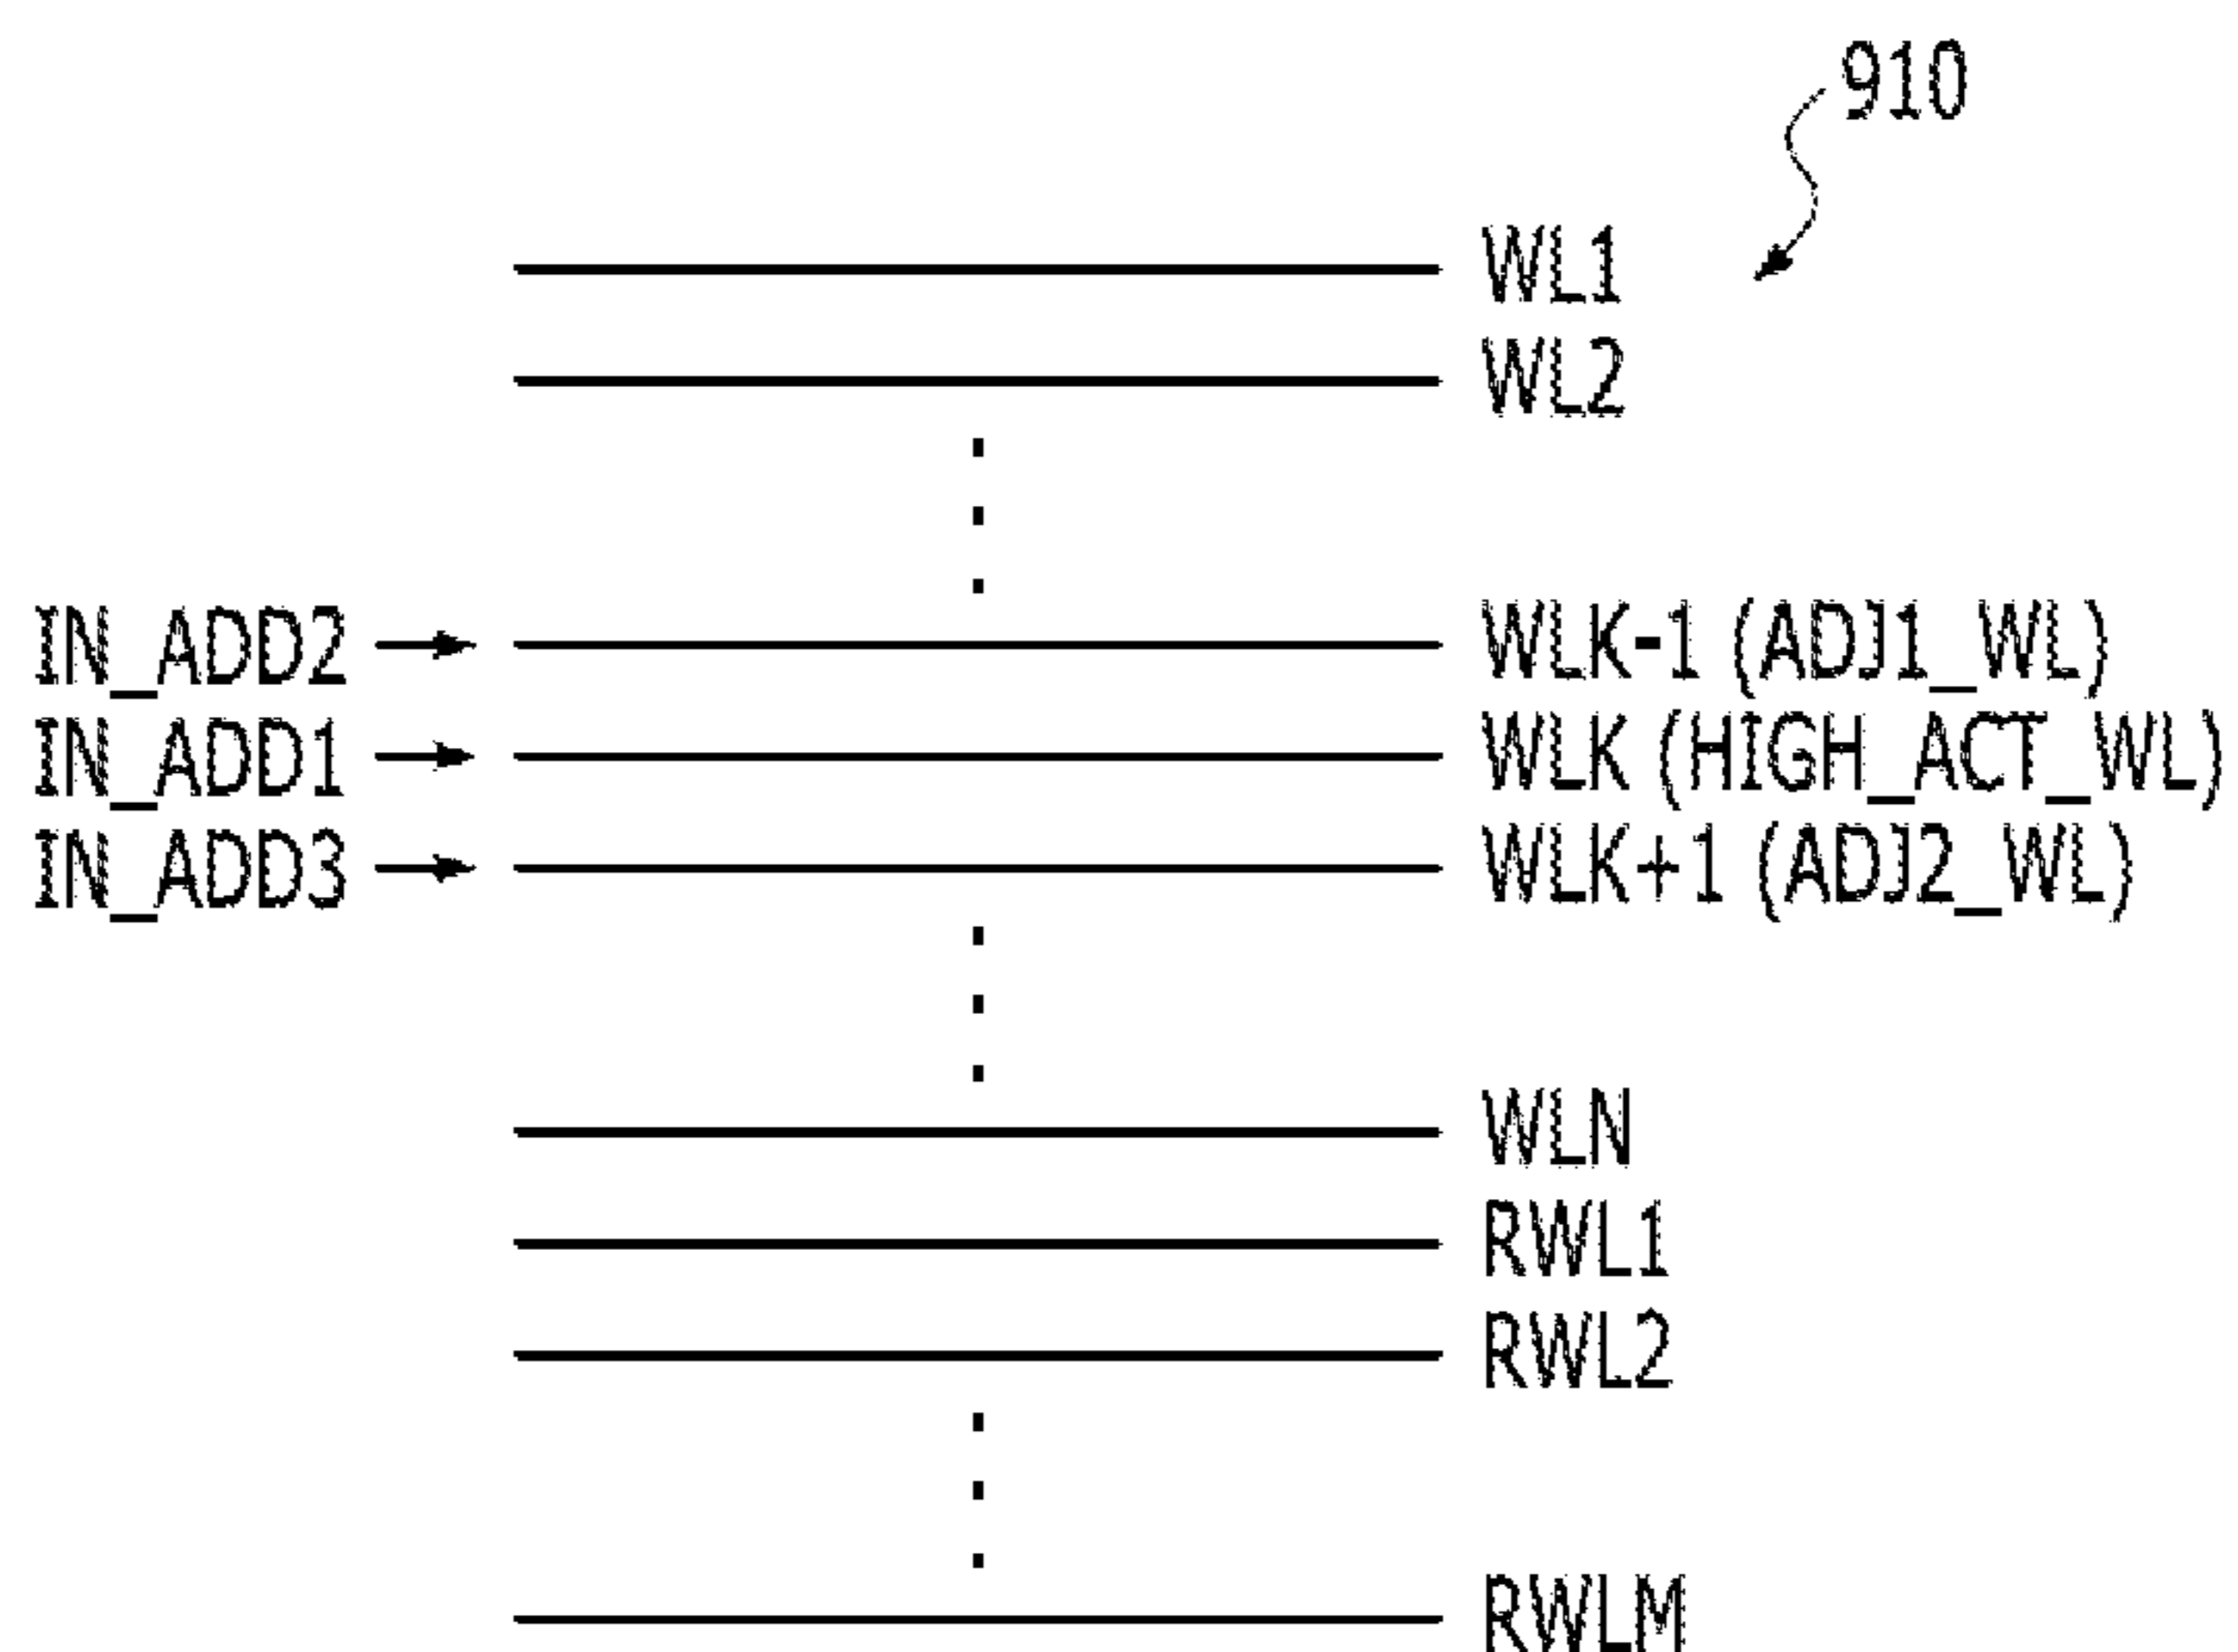 910
WL1
WL2
IN_ADD2 WLK-1 (ADJ1_WL)
IN_ADD1 WLK (HIGH_ACT_WL)
IN_ADD3 WLK+1 (ADJ2_WL)
WLN
RWL1
RWL2
RWLM